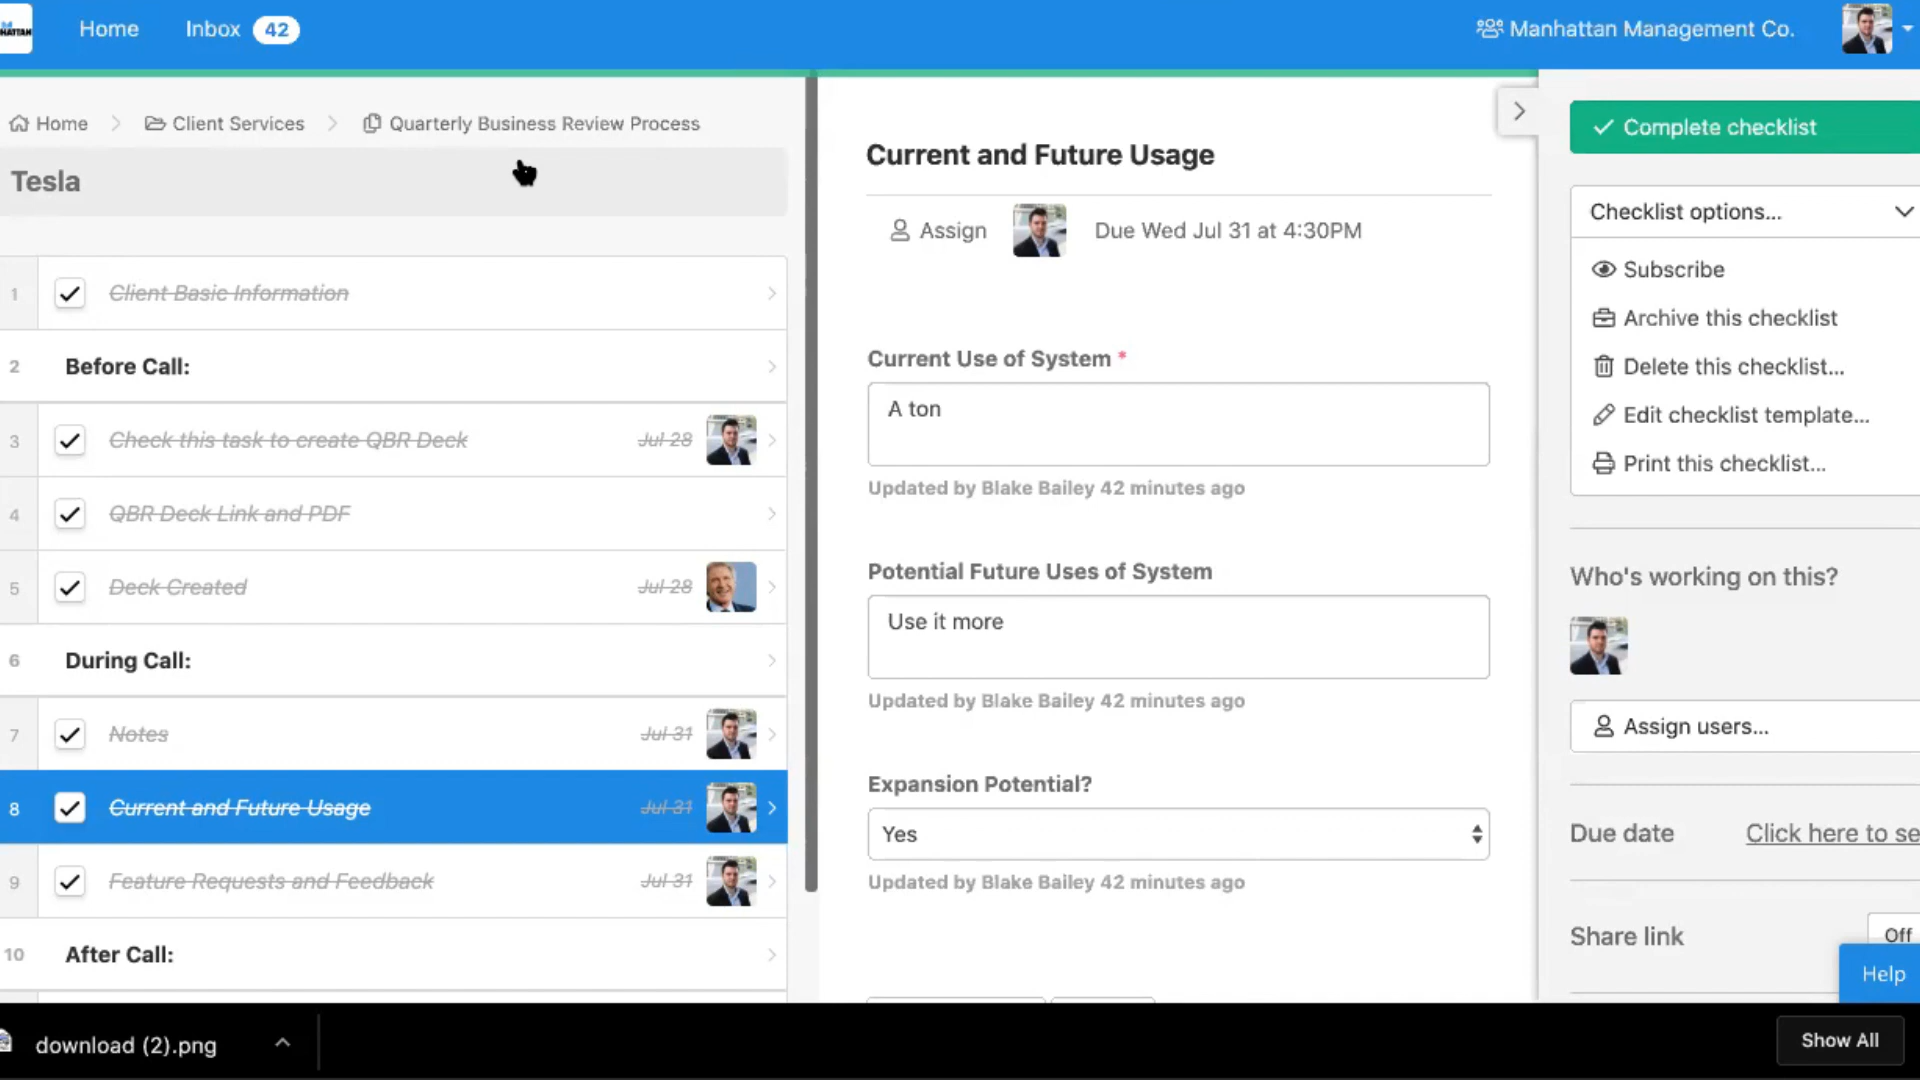 Home
Inbox 42
Manhattan Management Co.
Home
Client Services
Quarterly Business Review Process
Tesla
1 Client Basic Information
2 Before Call:
3 Check this task to create QBR Deck Jul 28
4 QBR Deck Link and PDF
5 Deck Created Jul 28
6 During Call:
7 Notes Jul 31
8 Current and Future Usage Jul 31
9 Feature Requests and Feedback Jul 31
10 After Call:
Current and Future Usage
Assign
Due Wed Jul 31 at 4:30PM
Current Use of System *
A ton
Updated by Blake Bailey 42 minutes ago
Potential Future Uses of System
Use it more
Updated by Blake Bailey 42 minutes ago
Expansion Potential?
Yes
Updated by Blake Bailey 42 minutes ago
Complete checklist
Checklist options...
Subscribe
Archive this checklist
Delete this checklist...
Edit checklist template...
Print this checklist...
Who's working on this?
Assign users...
Due date Click here to se
Share link Off
Help
download (2).png
Show All